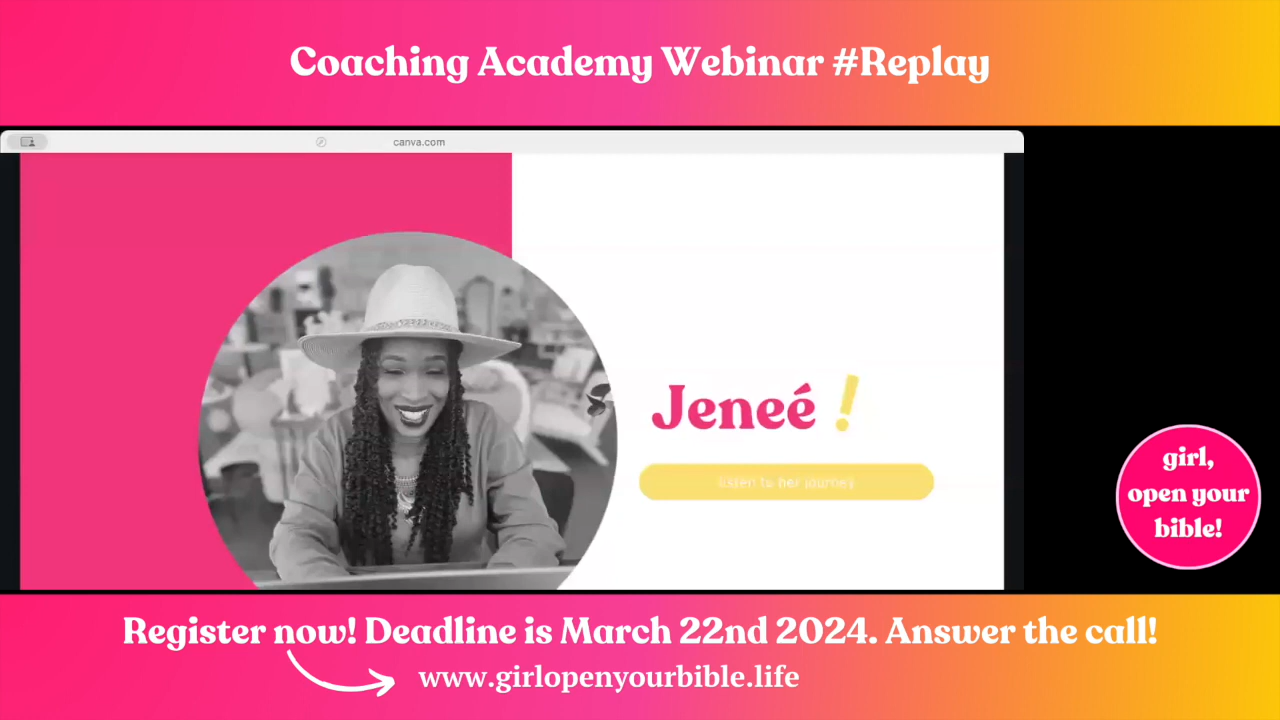 Coaching Academy Webinar #Replay
canva.com
Jeneé !
listen to her journey
girl,
open your
bible!
Register now! Deadline is March 22nd 2024. Answer the call!
www.girlopenyourbible.life